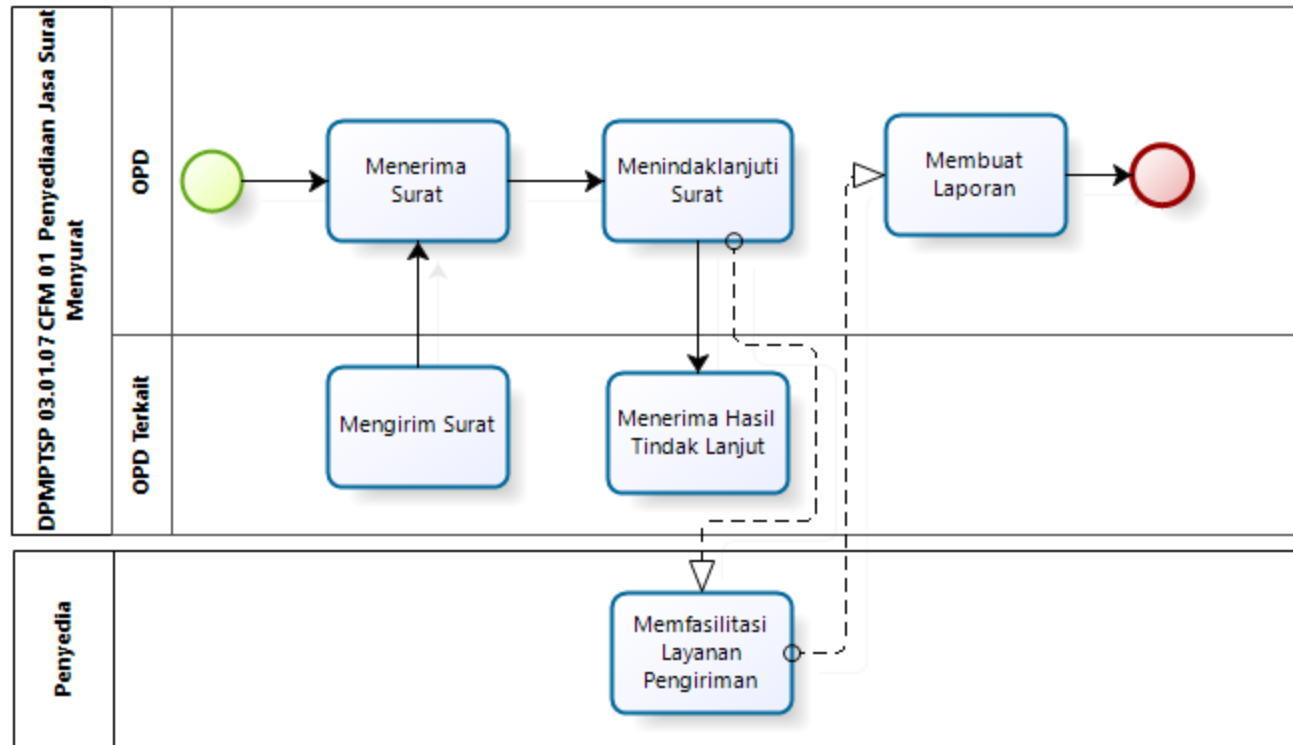 DPMPTSP 03.01.07 CFM 01  Penyediaan Jasa Surat
Menyurat
OPD
Menerima
Surat
Menindaklanjuti
Surat
Membuat
Laporan
OPD Terkait
Mengirim Surat
Menerima Hasil
Tindak Lanjut
Penyedia
Memfasilitasi
Layanan
Pengiriman